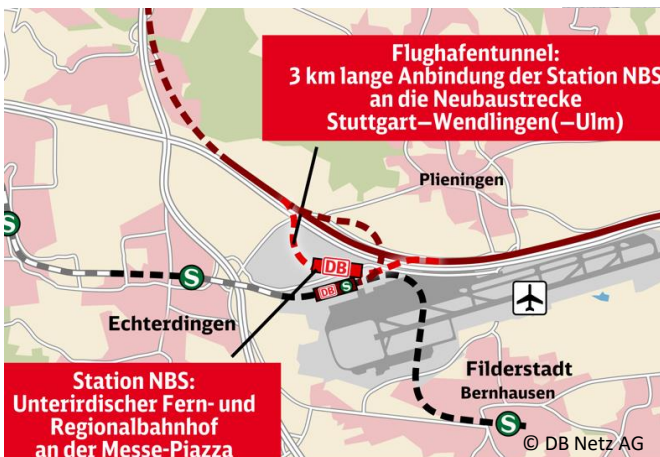 Flughafentunnel:
3 km lange Anbindung der Station NBS
an die Neubaustrecke
Stuttgart–Wendlingen(–Ulm)
Plieningen
S
DB
S
DB S
Echterdingen
Filderstadt
Bernhausen
S
Station NBS:
Unterirdischer Fern- und
Regionalbahnhof
an der Messe-Piazza
© DB Netz AG